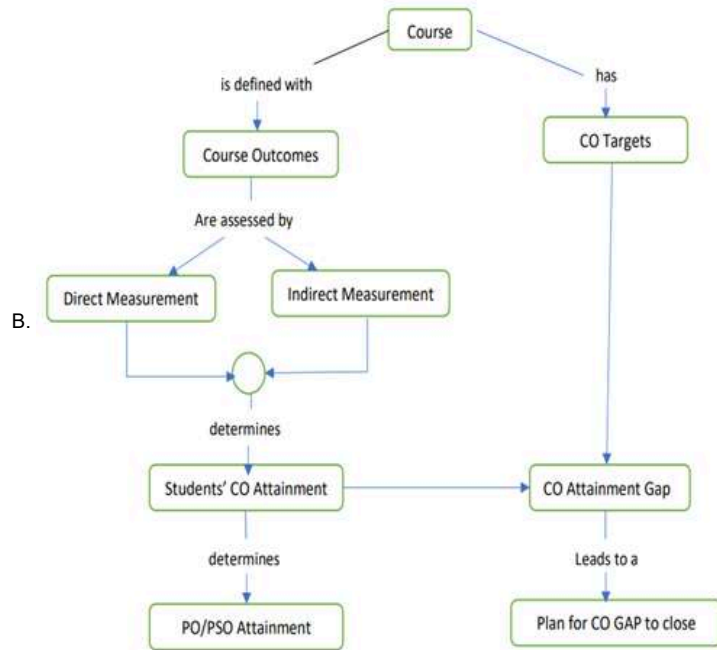 Course
is defined with
has
Course Outcomes
CO Targets
Are assessed by
Direct Measurement
Indirect Measurement
B.
determines
Students' CO Attainment
CO Attainment Gap
determines
Leads to a
PO/PSO Attainment
Plan for CO GAP to close